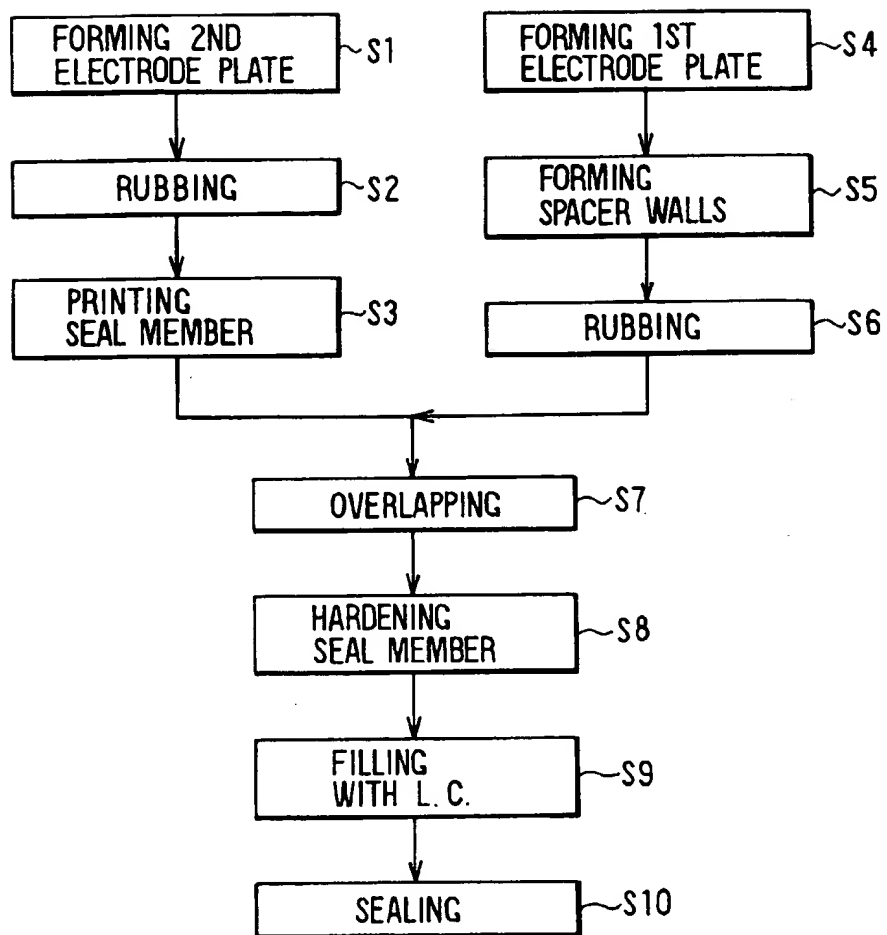 FORMING 2ND
ELECTRODE PLATE
S1
RUBBING
S2
PRINTING
SEAL MEMBER
S3
FORMING 1ST
ELECTRODE PLATE
S4
FORMING
SPACER WALLS
S5
RUBBING
S6
OVERLAPPING
S7
HARDENING
SEAL MEMBER
S8
FILLING
WITH L. C.
S9
SEALING
S10